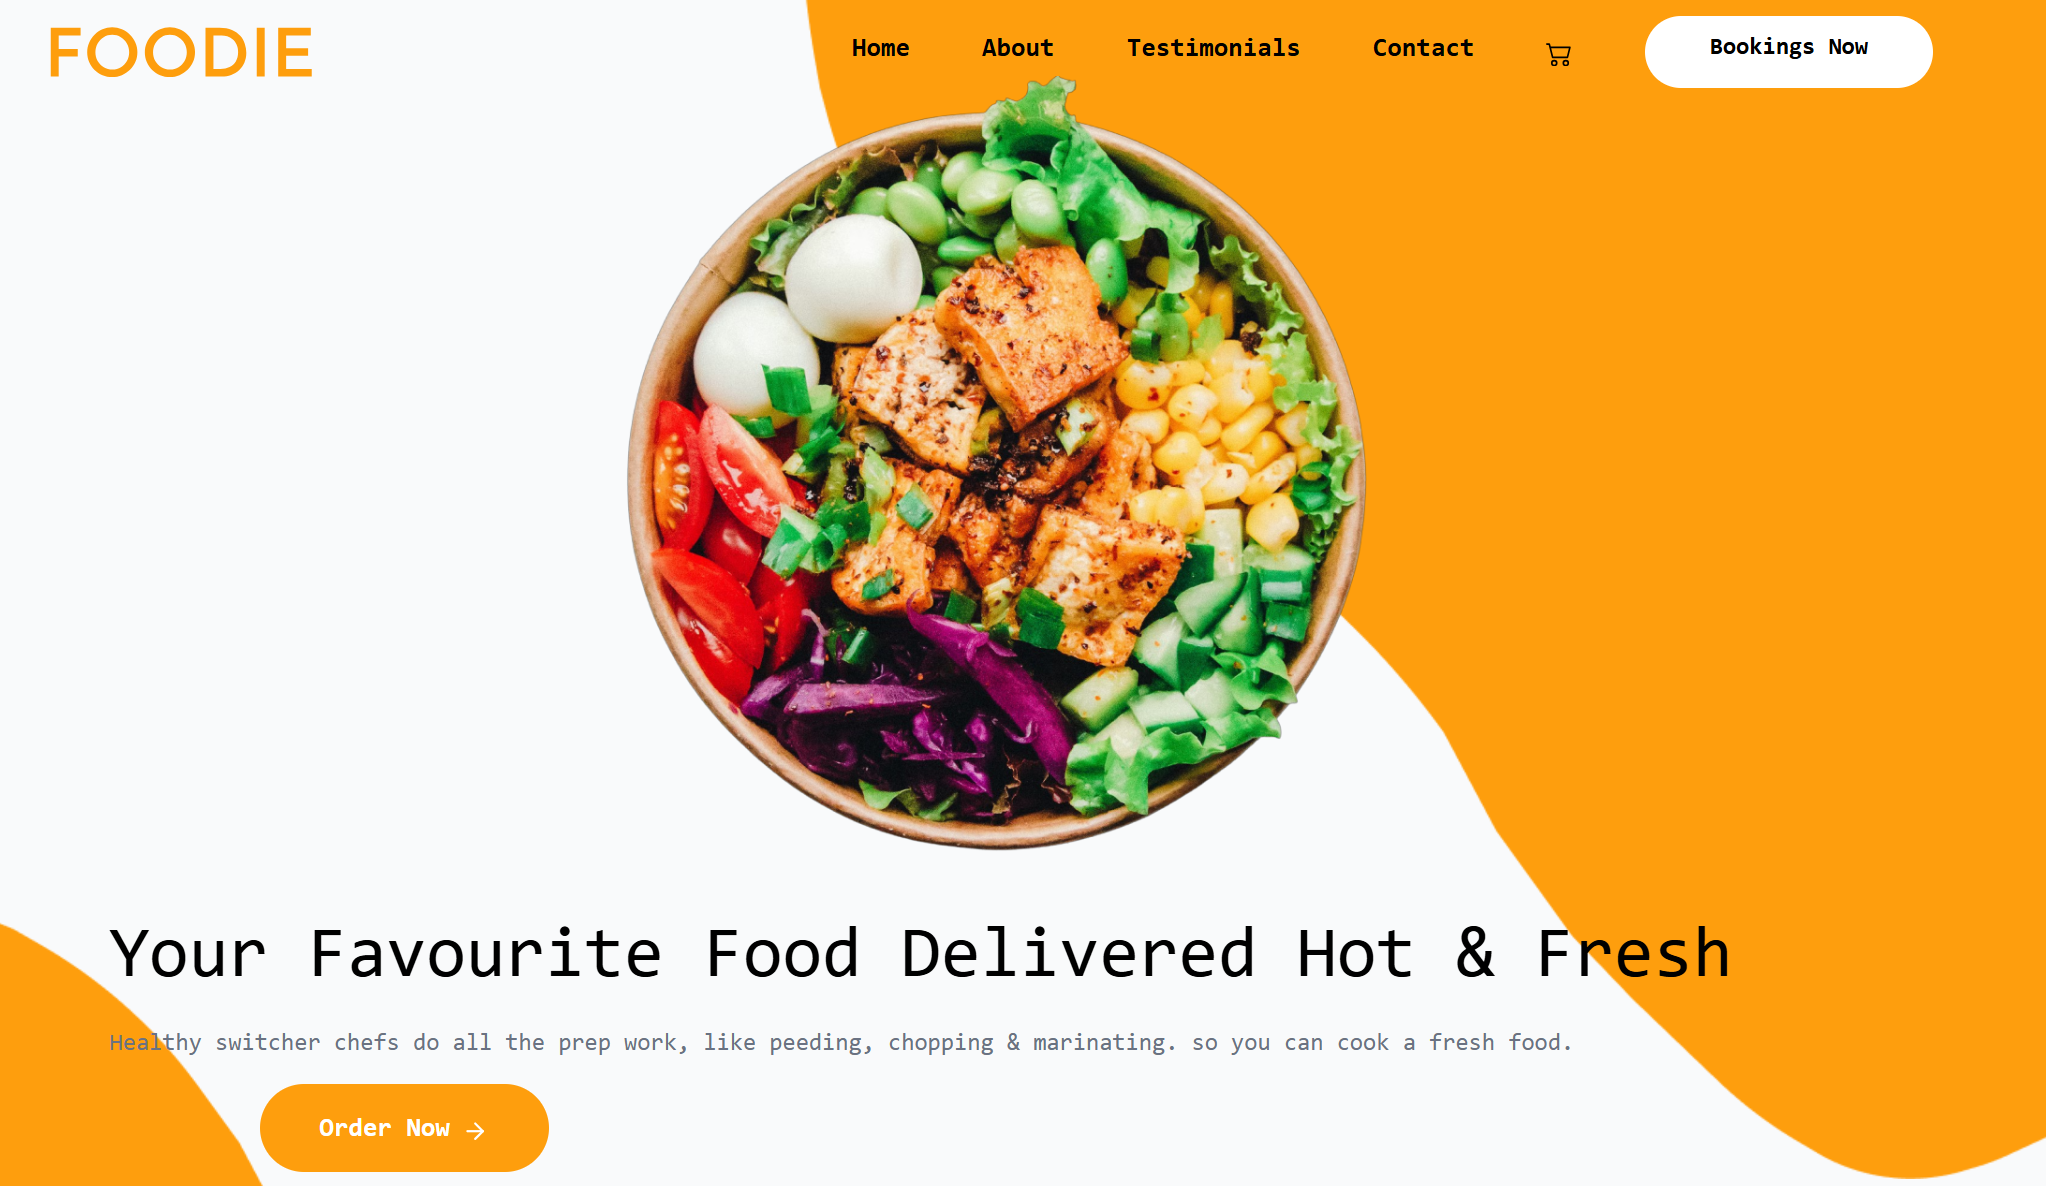 FOODIE
Home About Testimonials Contact Bookings Now
Your Favourite Food Delivered Hot & Fresh
Healthy switcher chefs do all the prep work, like peeding, chopping & marinating. so you can cook a fresh food.
Order Now →